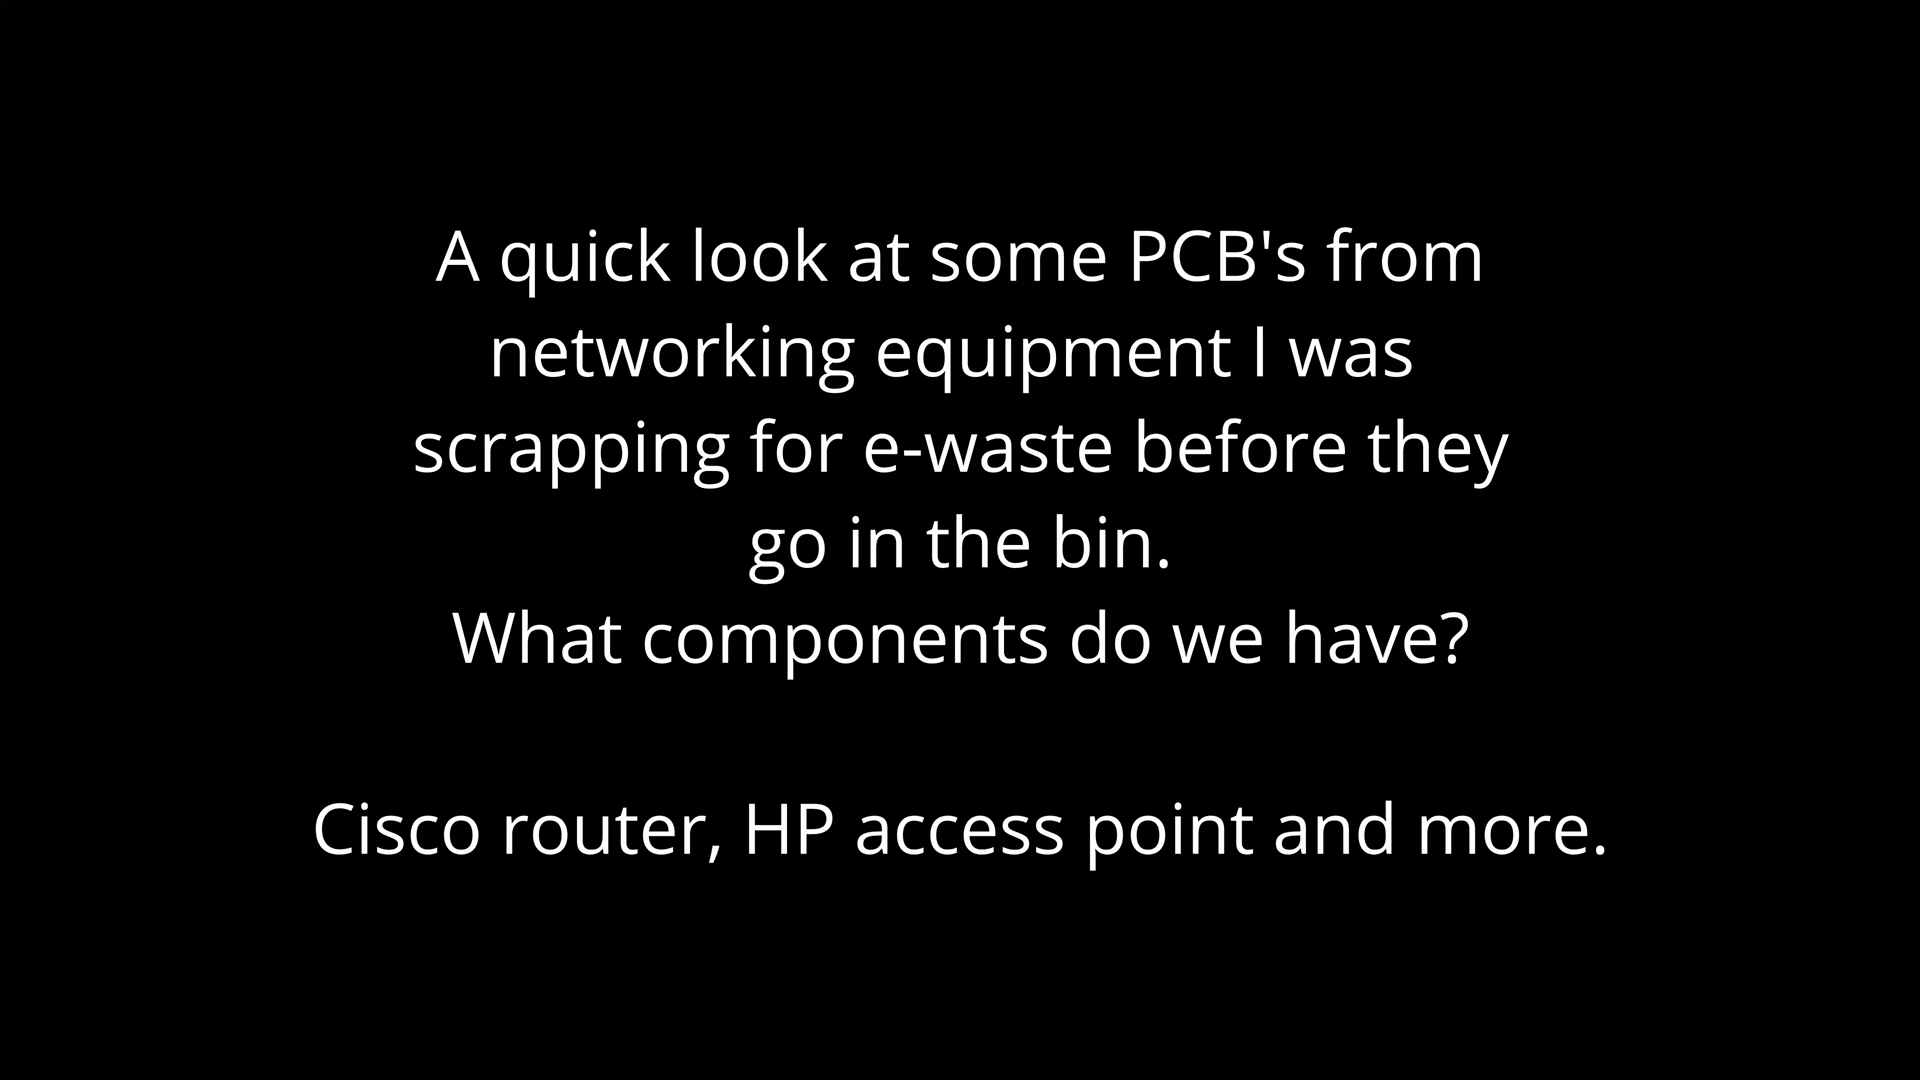 A quick look at some PCB's from
networking equipment I was
scrapping for e-waste before they
go in the bin.
What components do we have?
Cisco router, HP access point and more.